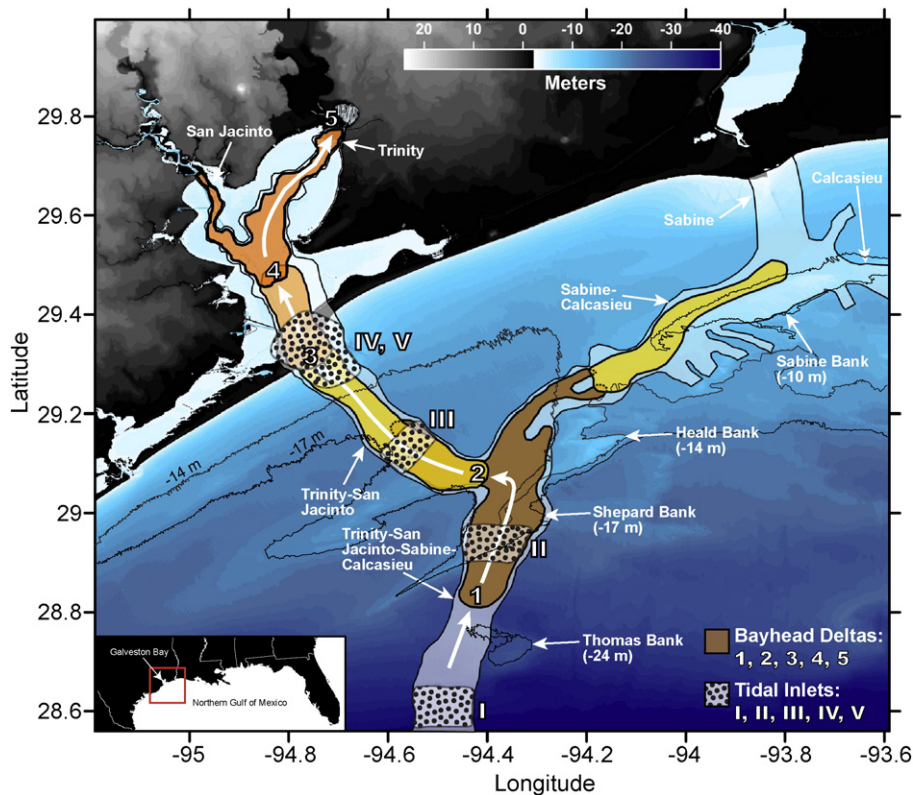 20 10 0 -10 -20 -30 -40
Meters
29.8
29.6
29.4
29.2
29
28.8
28.6
Latitude
5
San Jacinto
Trinity
Calcasieu
Sabine
4
Sabine-
Calcasieu
IV, V
3
Sabine Bank
(-10 m)
III
-14 m
-17 m
Heald Bank
(-14 m)
2
Trinity-San
Jacinto
Shepard Bank
(-17 m)
Trinity-San
Jacinto-Sabine-
Calcasieu
II
1
Thomas Bank
(-24 m)
Bayhead Deltas:
1, 2, 3, 4, 5
Galveston Bay
Northern Gulf of Mexico
I
Tidal Inlets:
I, II, III, IV, V
-95 -94.8 -94.6 -94.4 -94.2 -94 -93.8 -93.6
Longitude